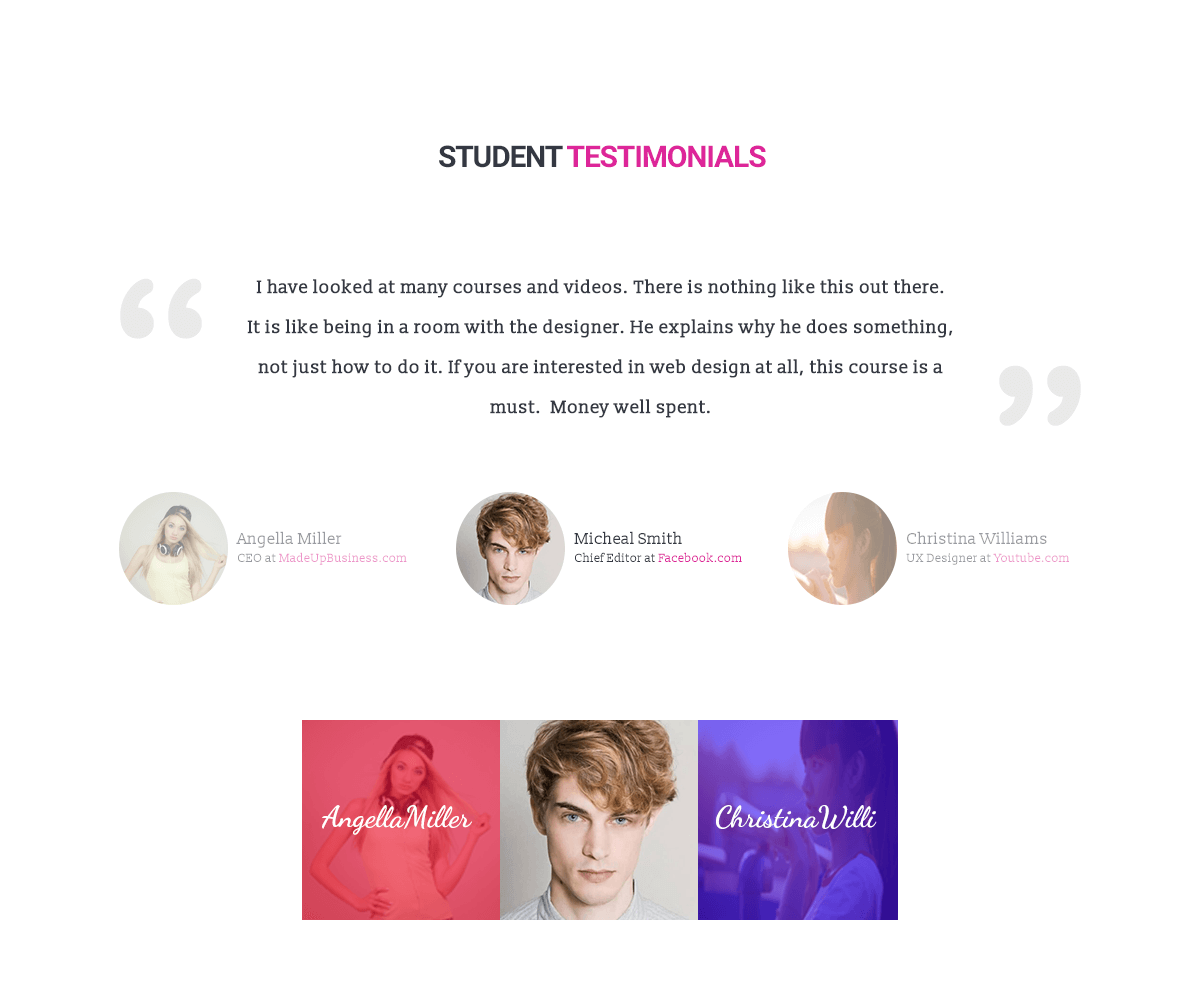 STUDENT TESTIMONIALS
“
I have looked at many courses and videos. There is nothing like this out there.
It is like being in a room with the designer. He explains why he does something,
not just how to do it. If you are interested in web design at all, this course is a
must.  Money well spent.
”
Angella Miller
CEO at MadeUpBusiness.com
Micheal Smith
Chief Editor at Facebook.com
Christina Williams
UX Designer at Youtube.com
AngellaMiller
ChristinaWilli